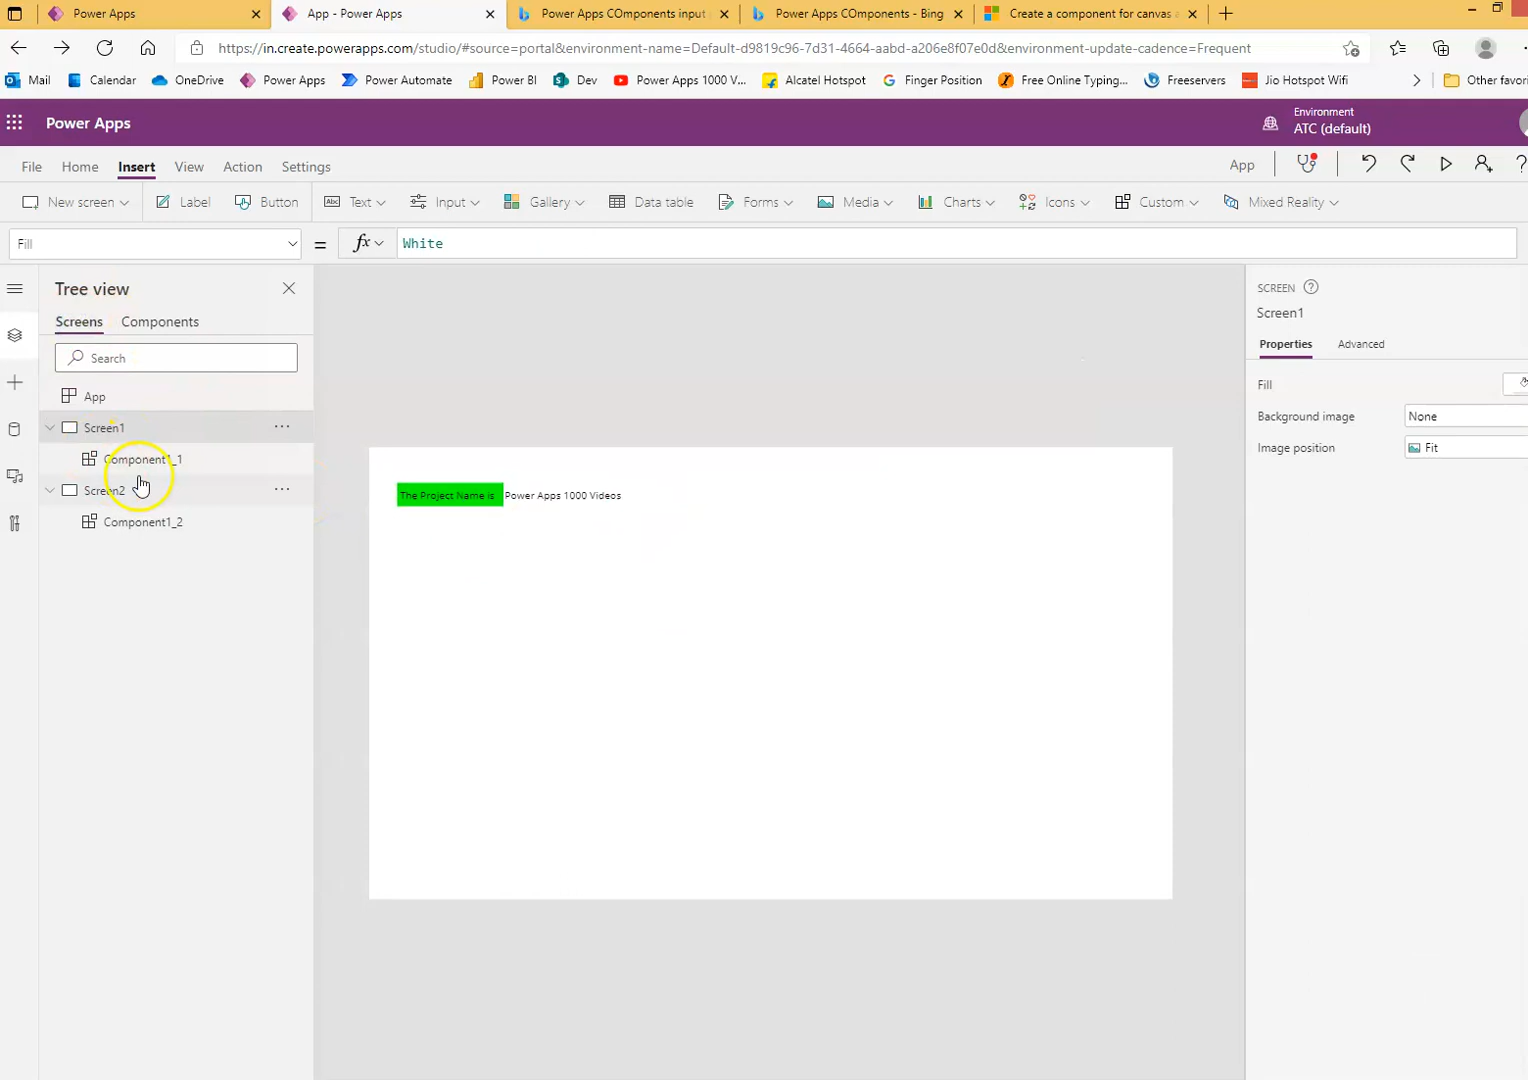 Power Apps
App - Power Apps
Power Apps COmponents input
Power Apps COmponents - Bing
Create a component for canvas a
https://in.create.powerapps.com/studio/#source=portal&environment-name=Default-d9819c96-7d31-4664-aabd-a206e8f07e0d&environment-update-cadence=Frequent
Mail Calendar OneDrive Power Apps Power Automate Power BI Dev Power Apps 1000 V... Alcatel Hotspot Finger Position Free Online Typing... Freeservers Jio Hotspot Wifi Other favori
Power Apps
Environment
ATC (default)
File Home Insert View Action Settings App
New screen Label Button Abc Text Input Gallery Data table Forms Media Charts Icons Custom Mixed Reality
Fill = fx White
Tree view
Screens Components
Search
App
Screen1
Component1_1
Screen2
Component1_2
The Project Name is Power Apps 1000 Videos
SCREEN
Screen1
Properties Advanced
Fill
Background image None
Image position Fit